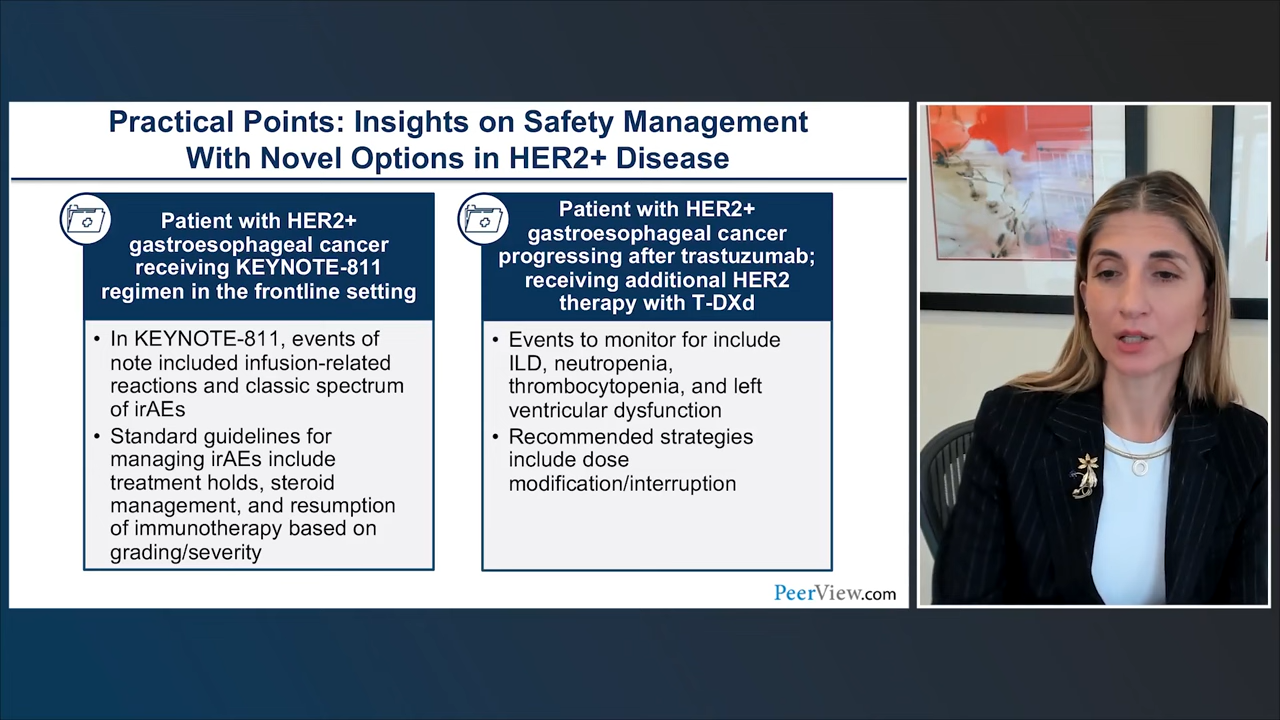 Practical Points: Insights on Safety Management
With Novel Options in HER2+ Disease
Patient with HER2+
gastroesophageal cancer
receiving KEYNOTE-811
regimen in the frontline setting
• In KEYNOTE-811, events of
note included infusion-related
reactions and classic spectrum
of irAEs
• Standard guidelines for
managing irAEs include
treatment holds, steroid
management, and resumption
of immunotherapy based on
grading/severity
Patient with HER2+
gastroesophageal cancer
progressing after trastuzumab;
receiving additional HER2
therapy with T-DXd
• Events to monitor for include
ILD, neutropenia,
thrombocytopenia, and left
ventricular dysfunction
• Recommended strategies
include dose
modification/interruption
PeerView.com